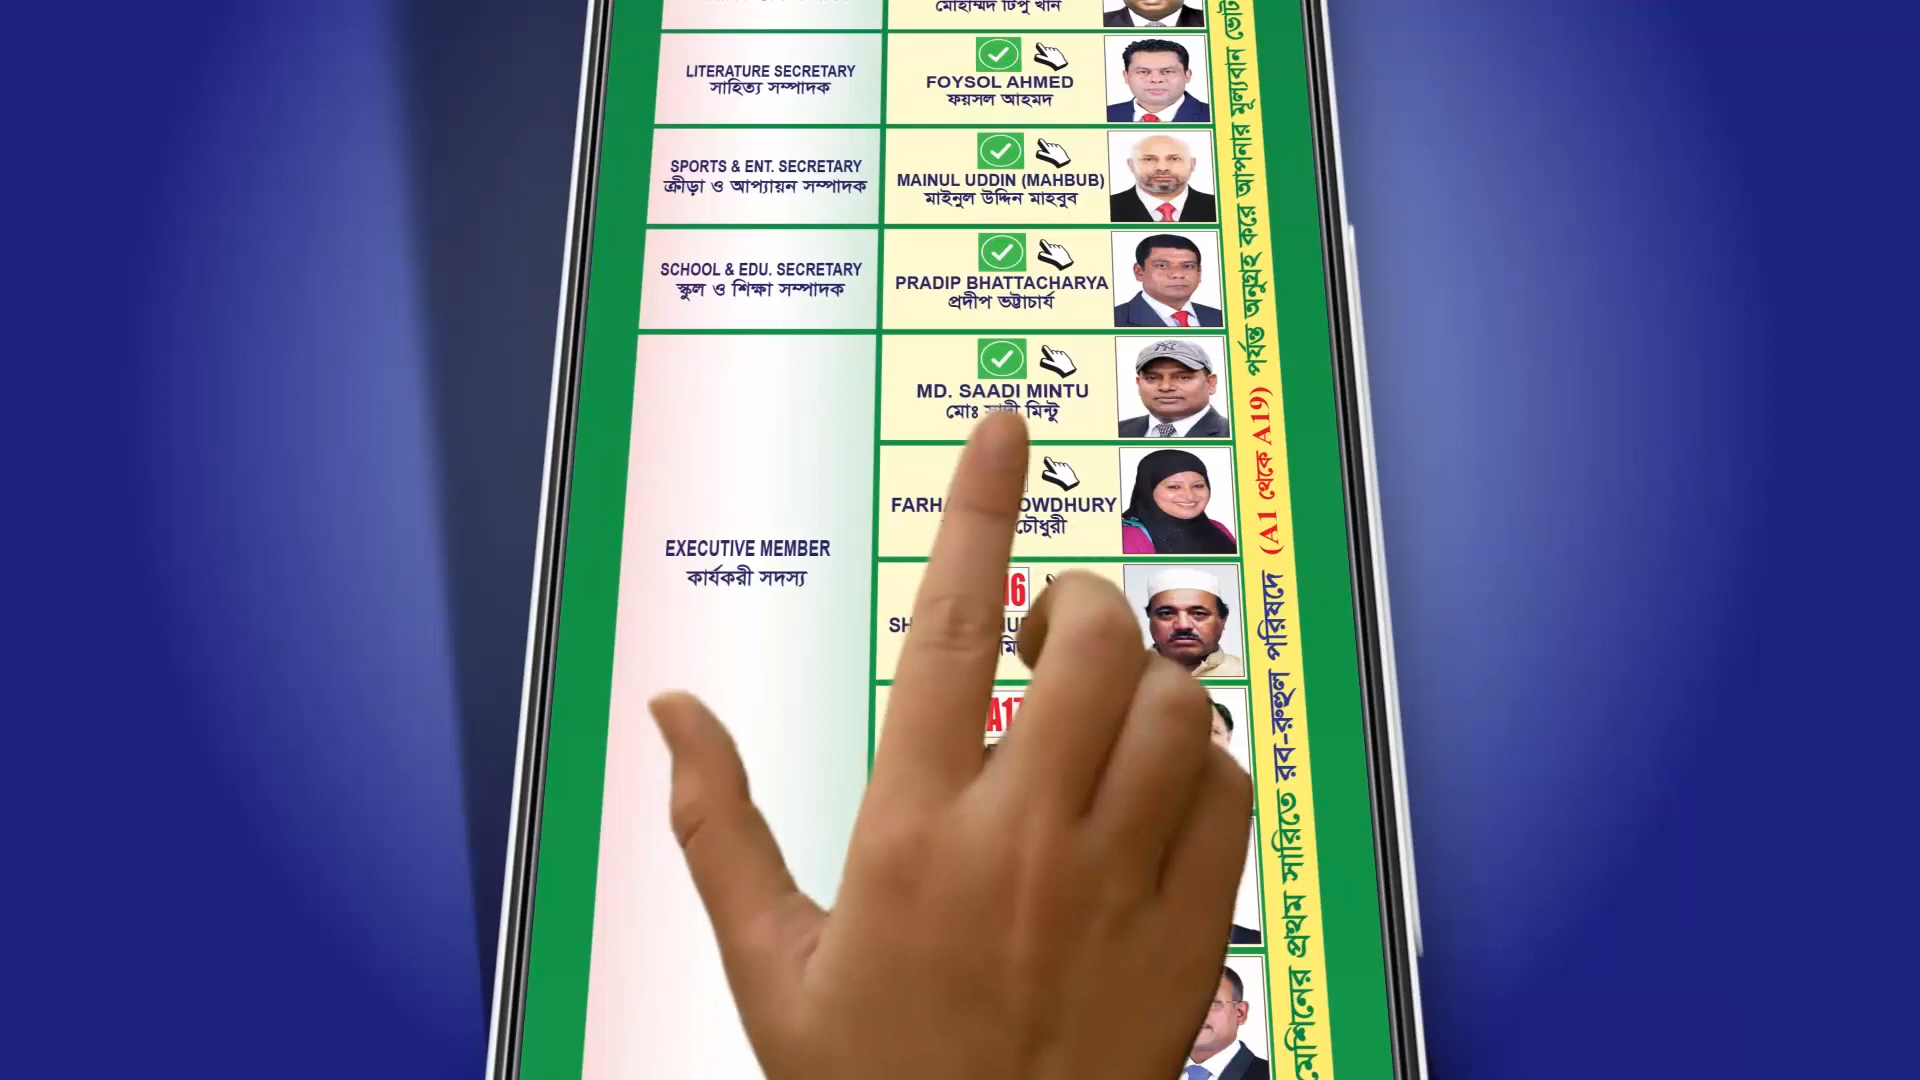 মোহাম্মদ টিপু খান
LITERATURE SECRETARY
সাহিত্য সম্পাদক
FOYSOL AHMED
ফয়সল আহমদ
SPORTS & ENT. SECRETARY
ক্রীড়া ও আপ্যায়ন সম্পাদক
MAINUL UDDIN (MAHBUB)
মাইনুল উদ্দিন মাহবুব
SCHOOL & EDU. SECRETARY
স্কুল ও শিক্ষা সম্পাদক
PRADIP BHATTACHARYA
প্রদীপ ভট্টাচার্য
MD. SAADI MINTU
মোঃ সাদী মিন্টু
চৌধুরী
EXECUTIVE MEMBER
কার্যকরী সদস্য
A17
মেশিনের প্রথম সারিতে রব-রুহুল পরিষদে (A1 থেকে A19) পর্যন্ত অনুগ্রহ করে আপনার মূল্যবান ভোট